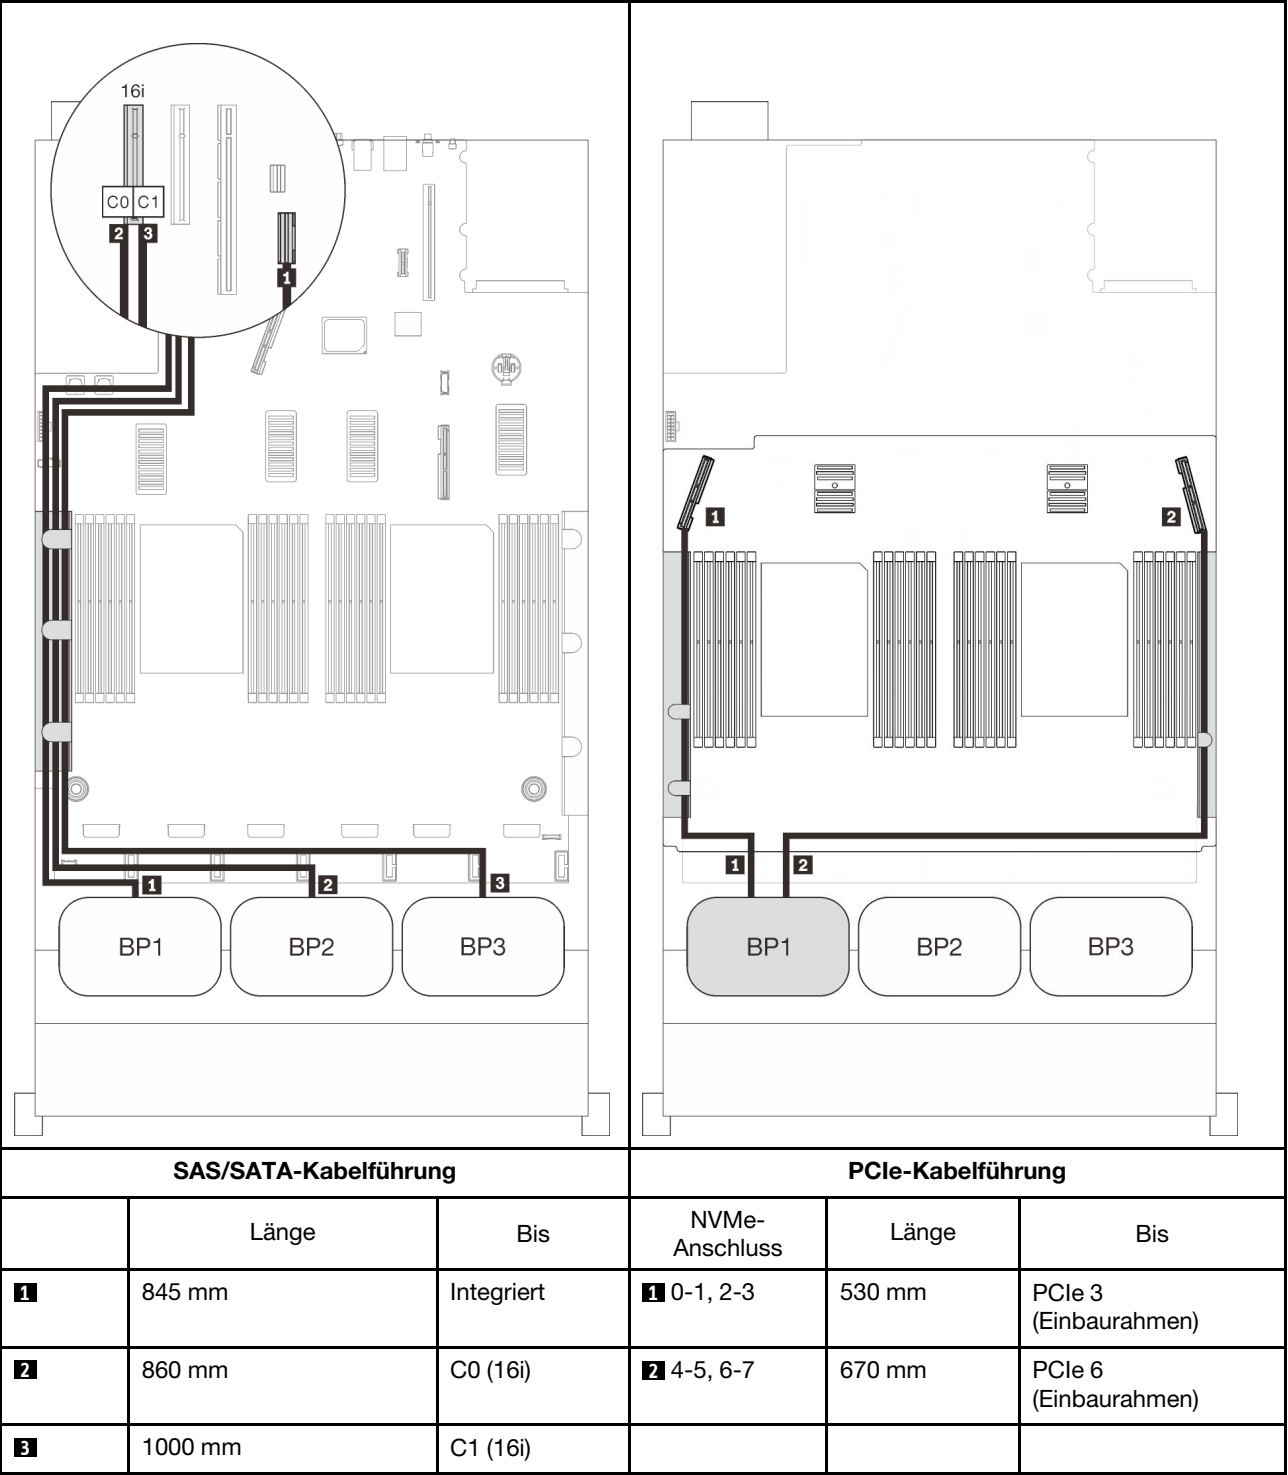 16i
C0 C1
2 3
1
1 2 3
BP1 BP2 BP3
1 2
1 2
BP1 BP2 BP3
SAS/SATA-Kabelführung PCIe-Kabelführung
Länge Bis NVMe-Anschluss Länge Bis
1 845 mm Integriert 1 0-1, 2-3 530 mm PCIe 3 (Einbaurahmen)
2 860 mm C0 (16i) 2 4-5, 6-7 670 mm PCIe 6 (Einbaurahmen)
3 1000 mm C1 (16i)